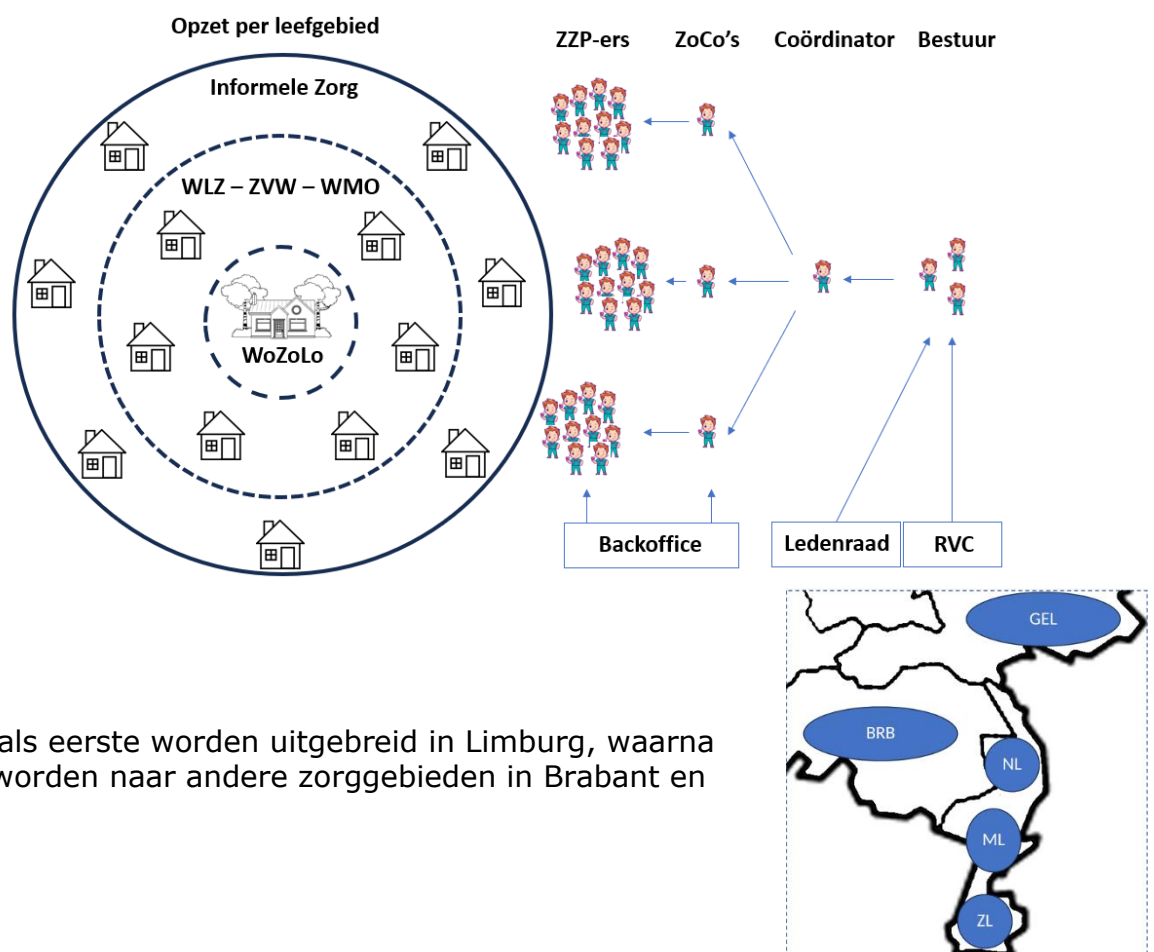 Opzet per leefgebied
ZZP-ers
ZoCo's
Coördinator
Bestuur
Informele Zorg
WLZ – ZVW – WMO
WoZoLo
Backoffice
Ledenraad
RVC
GEL
BRB
NL
ML
ZL
als eerste worden uitgebreid in Limburg, waarna
worden naar andere zorggebieden in Brabant en